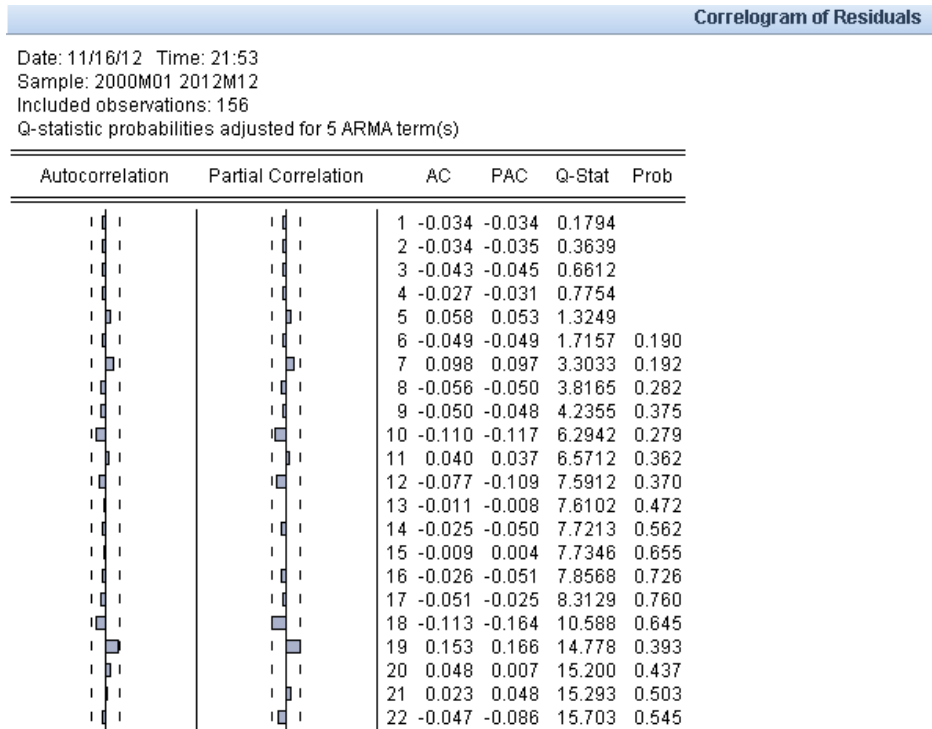 Correlogram of Residuals
Date: 11/16/12 Time: 21:53
Sample: 2000M01 2012M12
Included observations: 156
Q-statistic probabilities adjusted for 5 ARMA term(s)
Autocorrelation Partial Correlation AC PAC Q-Stat Prob
1 -0.034 -0.034 0.1794
2 -0.034 -0.035 0.3639
3 -0.043 -0.045 0.6612
4 -0.027 -0.031 0.7754
5 0.058 0.053 1.3249
6 -0.049 -0.049 1.7157 0.190
7 0.098 0.097 3.3033 0.192
8 -0.056 -0.050 3.8165 0.282
9 -0.050 -0.048 4.2355 0.375
10 -0.110 -0.117 6.2942 0.279
11 0.040 0.037 6.5712 0.362
12 -0.077 -0.109 7.5912 0.370
13 -0.011 -0.008 7.6102 0.472
14 -0.025 -0.050 7.7213 0.562
15 -0.009 0.004 7.7346 0.655
16 -0.026 -0.051 7.8568 0.726
17 -0.051 -0.025 8.3129 0.760
18 -0.113 -0.164 10.588 0.645
19 0.153 0.166 14.778 0.393
20 0.048 0.007 15.200 0.437
21 0.023 0.048 15.293 0.503
22 -0.047 -0.086 15.703 0.545